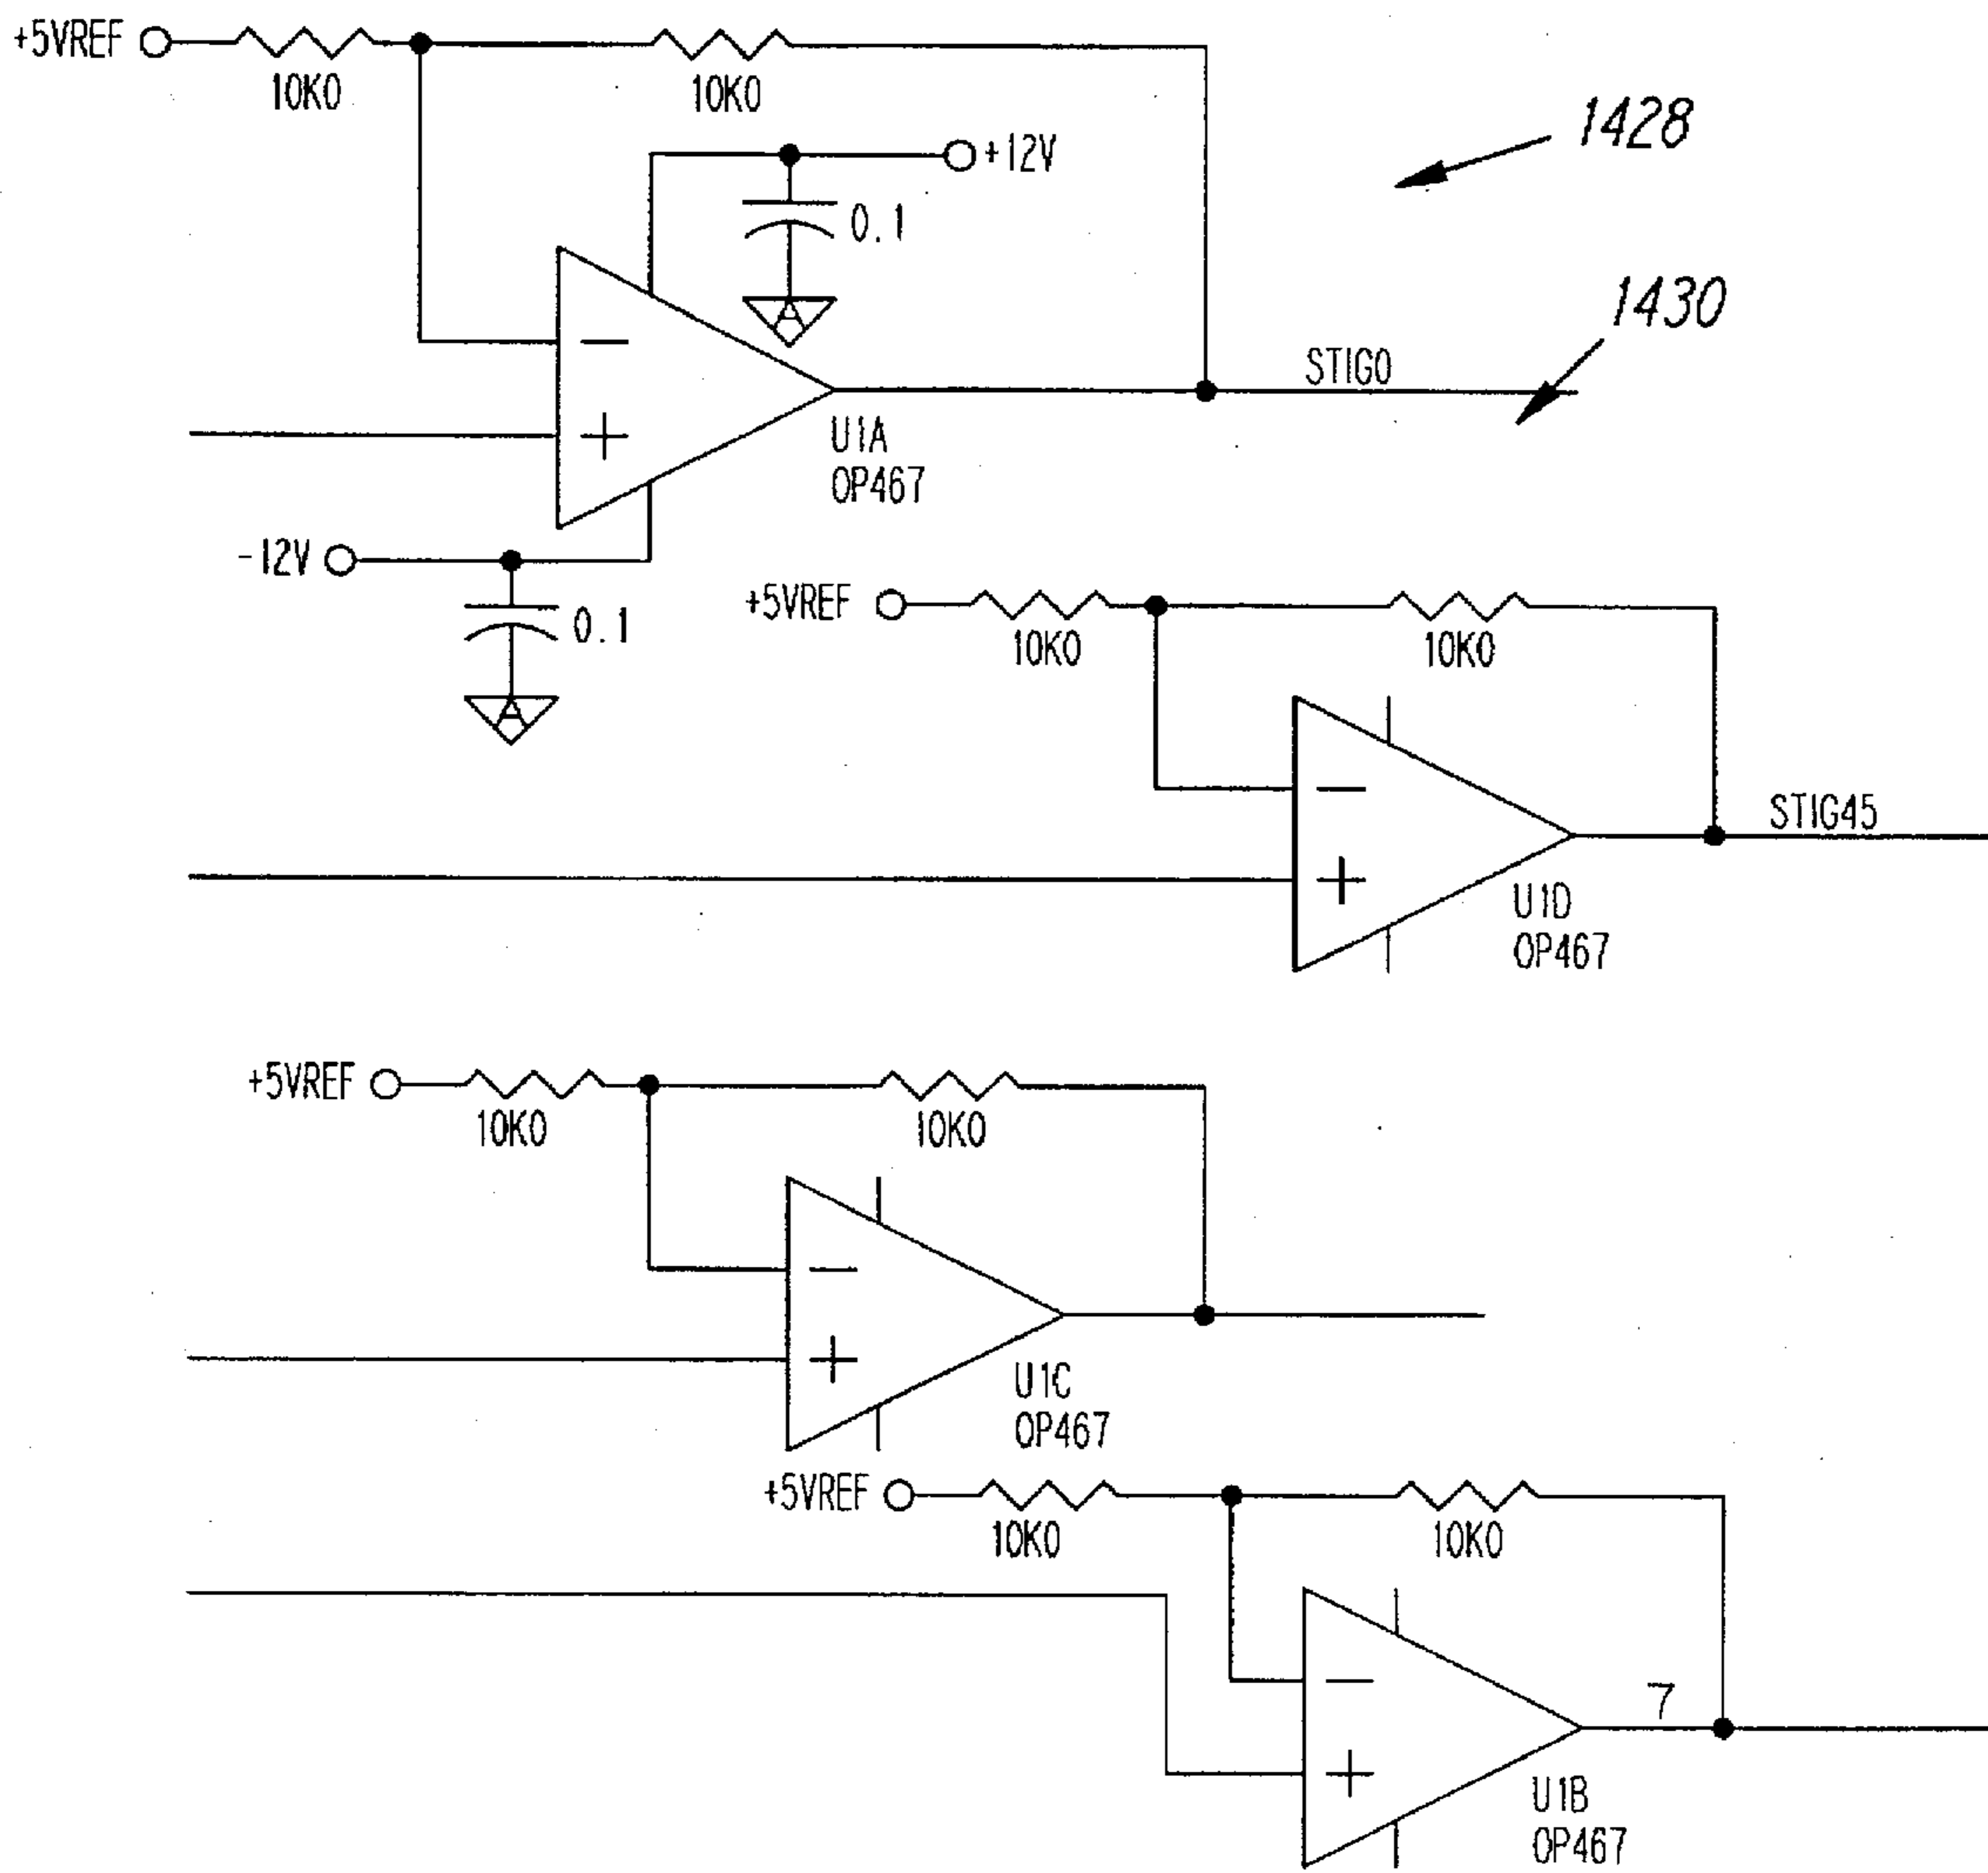 +5VREF
10K0
10K0
+12V
0.1
A
1428
1430
STIG0
U1A
OP467
-12V
0.1
A
+5VREF
10K0
10K0
STIG45
U1D
OP467
+5VREF
10K0
10K0
U1C
OP467
+5VREF
10K0
10K0
7
U1B
OP467